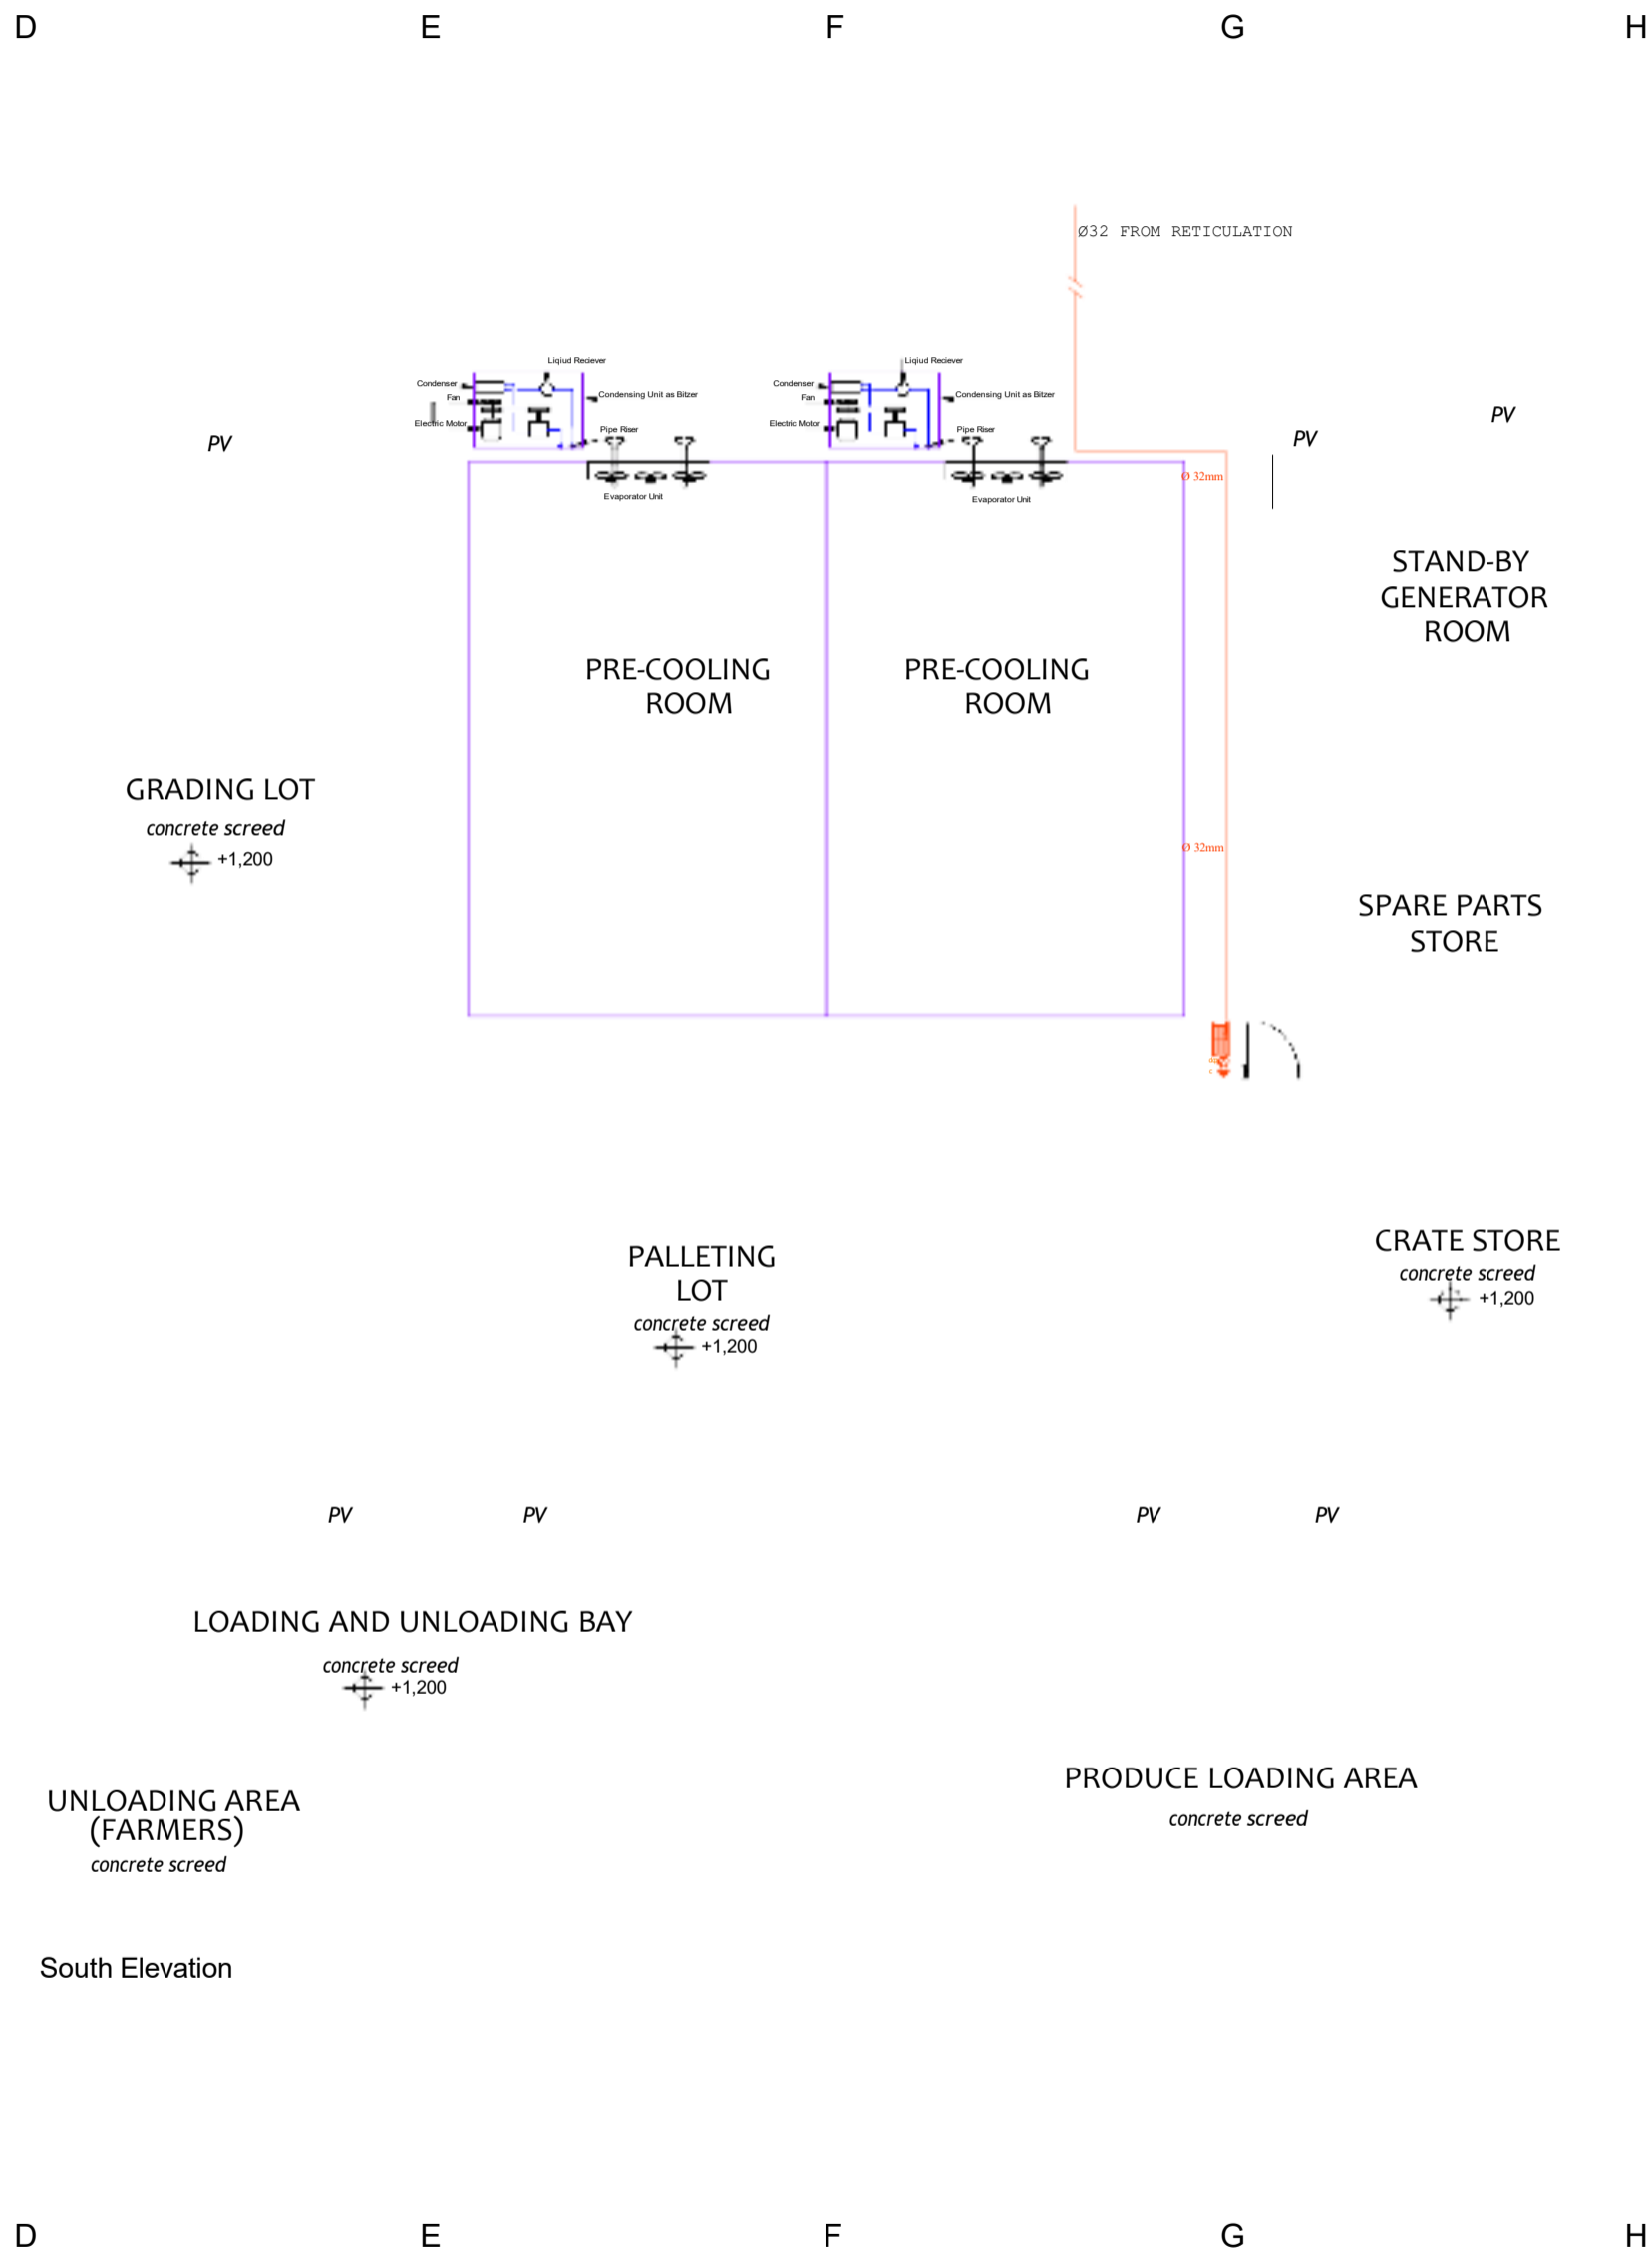 D E F G H
Ø32 FROM RETICULATION
Liqiud Reciever
Liqiud Reciever
Condenser
Condenser
Fan
Condensing Unit as Bitzer
Fan
Condensing Unit as Bitzer
Electric Motor
Pipe Riser
Electric Motor
Pipe Riser
PV
PV
PV
Ø 32mm
Evaporator Unit
Evaporator Unit
STAND-BY
GENERATOR
ROOM
PRE-COOLING
ROOM
PRE-COOLING
ROOM
GRADING LOT
concrete screed
+1,200
Ø 32mm
SPARE PARTS
STORE
PALLETING
LOT
concrete screed
+1,200
CRATE STORE
concrete screed
+1,200
PV
PV
PV
PV
LOADING AND UNLOADING BAY
concrete screed
+1,200
UNLOADING AREA
(FARMERS)
concrete screed
PRODUCE LOADING AREA
concrete screed
South Elevation
D E F G H